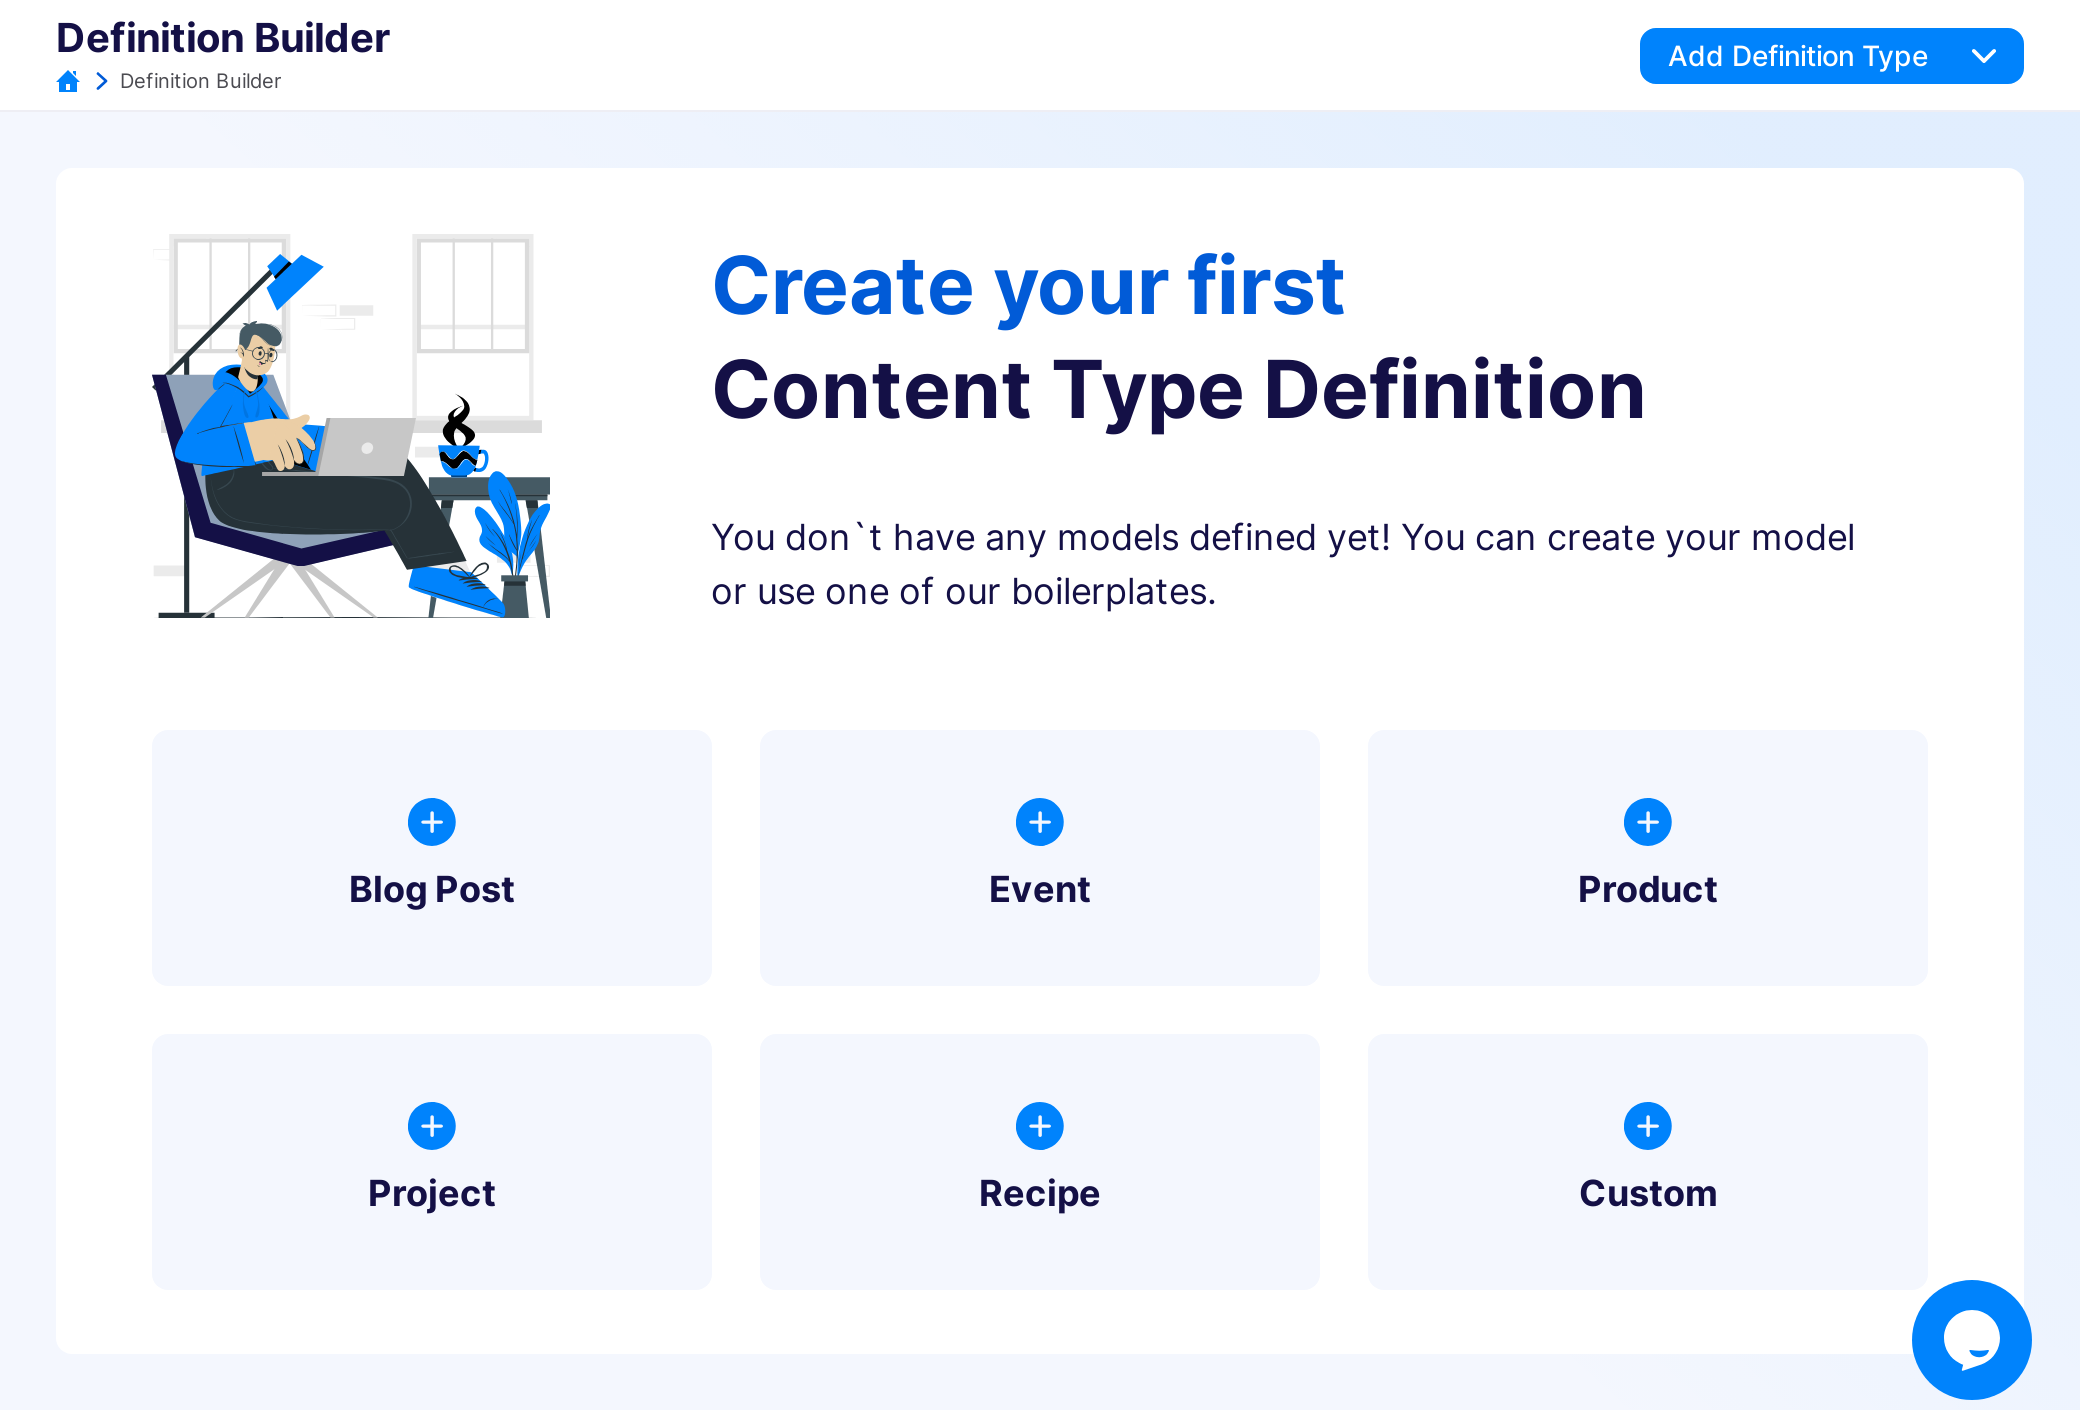 Definition Builder
Definition Builder
Add Definition Type
Create your first
Content Type Definition
You don`t have any models defined yet! You can create your model
or use one of our boilerplates.
Blog Post
Event
Product
Project
Recipe
Custom